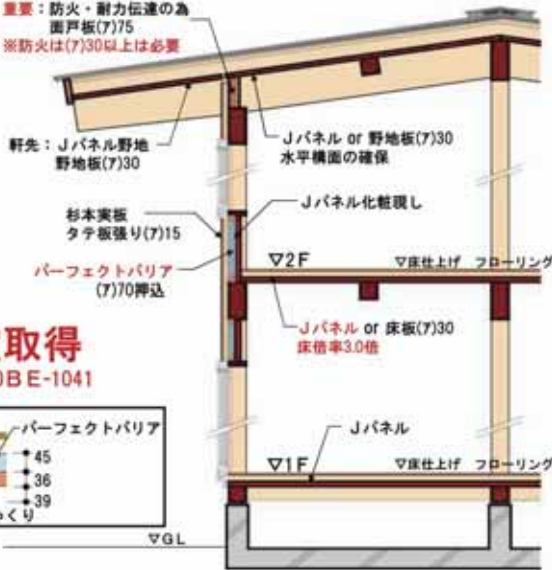 重要：防火・耐力伝達の為
面戸板(ｱ)75
※防火は(ｱ)30以上は必要
軒先：Jパネル野地
野地板(ｱ)30
Jパネル or 野地板(ｱ)30
水平構面の確保
杉本実板
タテ板張り(ｱ)15
Jパネル化粧現し
パーフェクトバリア
(ｱ)70押込
▽2F
▽床仕上げ フローリング
Jパネル or 床板(ｱ)30
床倍率3.0倍
取得
BE-1041
パーフェクトバリア
45
36
39
くり
Jパネル
▽1F
▽床仕上げ フローリング
▽GL